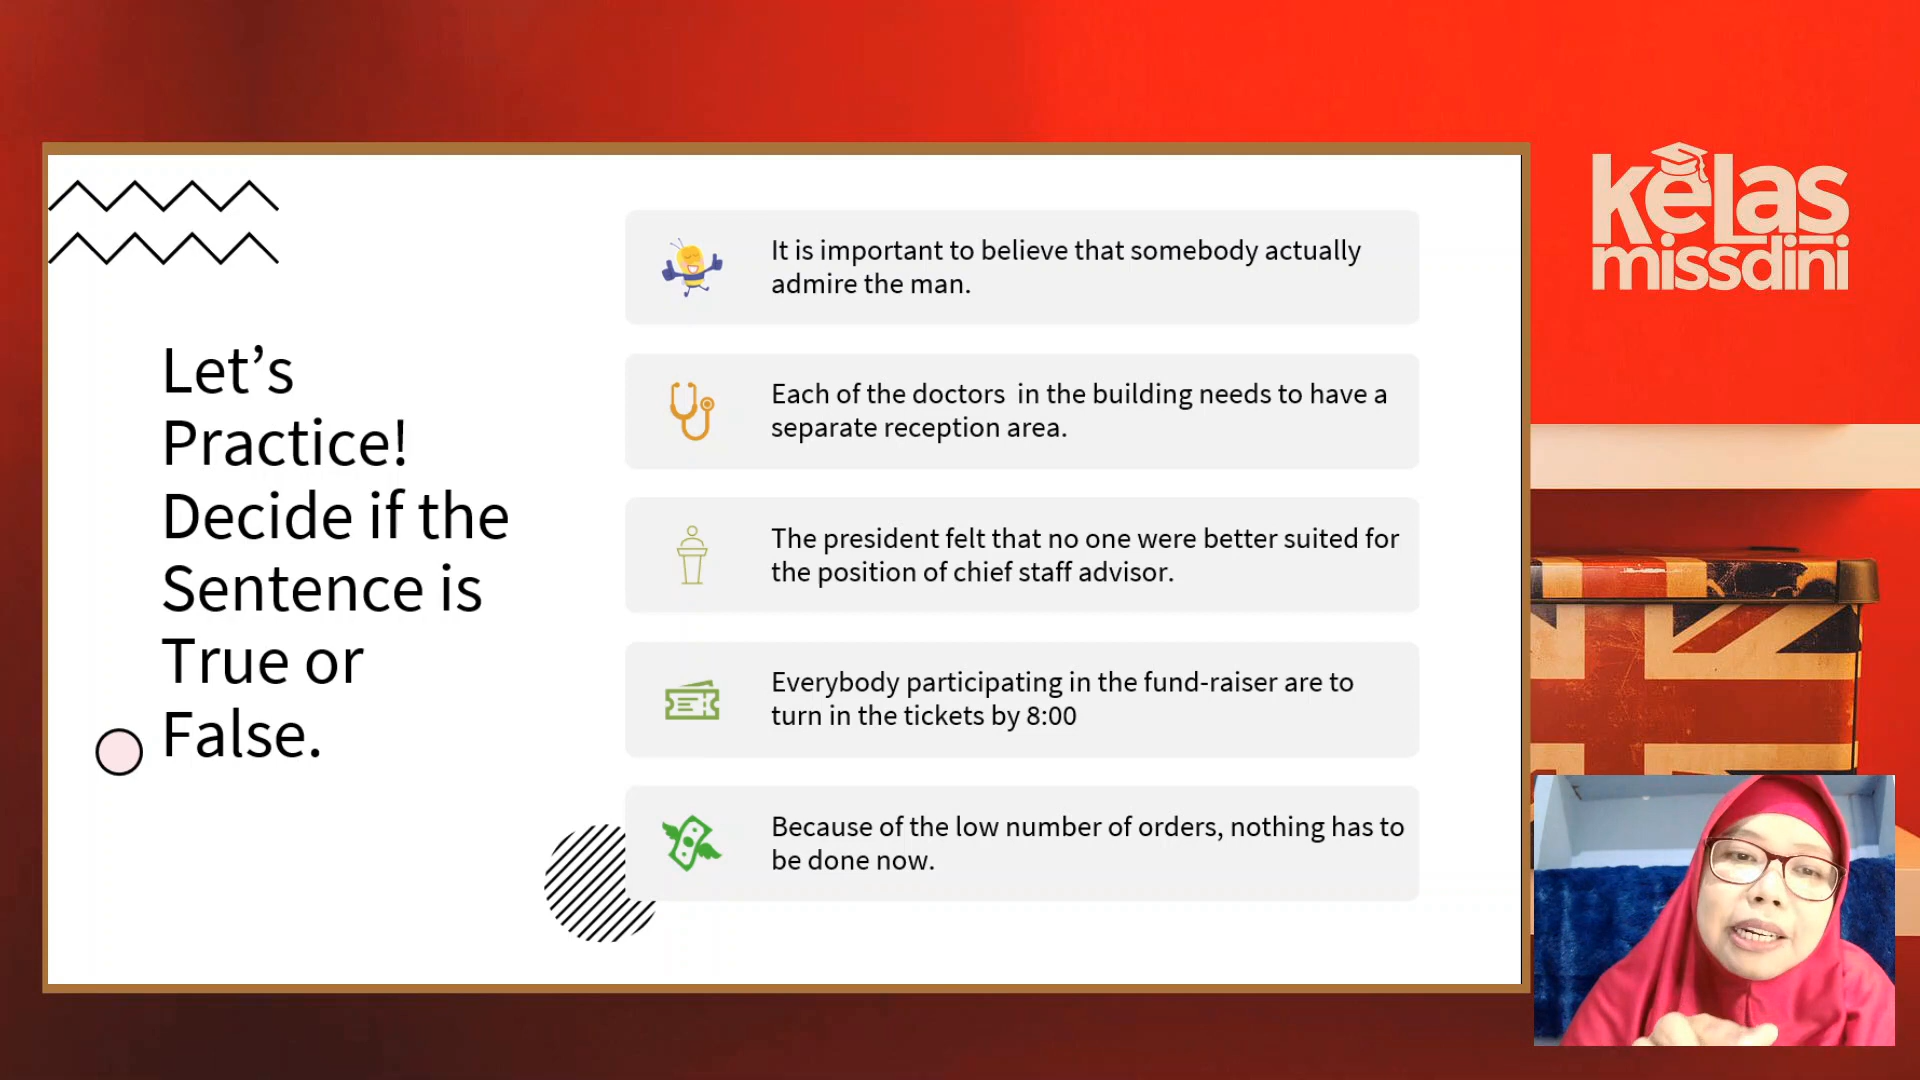 Let’s
Practice!
Decide if the
Sentence is
True or
False.
It is important to believe that somebody actually
admire the man.
Each of the doctors  in the building needs to have a
separate reception area.
The president felt that no one were better suited for
the position of chief staff advisor.
Everybody participating in the fund-raiser are to
turn in the tickets by 8:00
Because of the low number of orders, nothing has to
be done now.
kelas
missdini